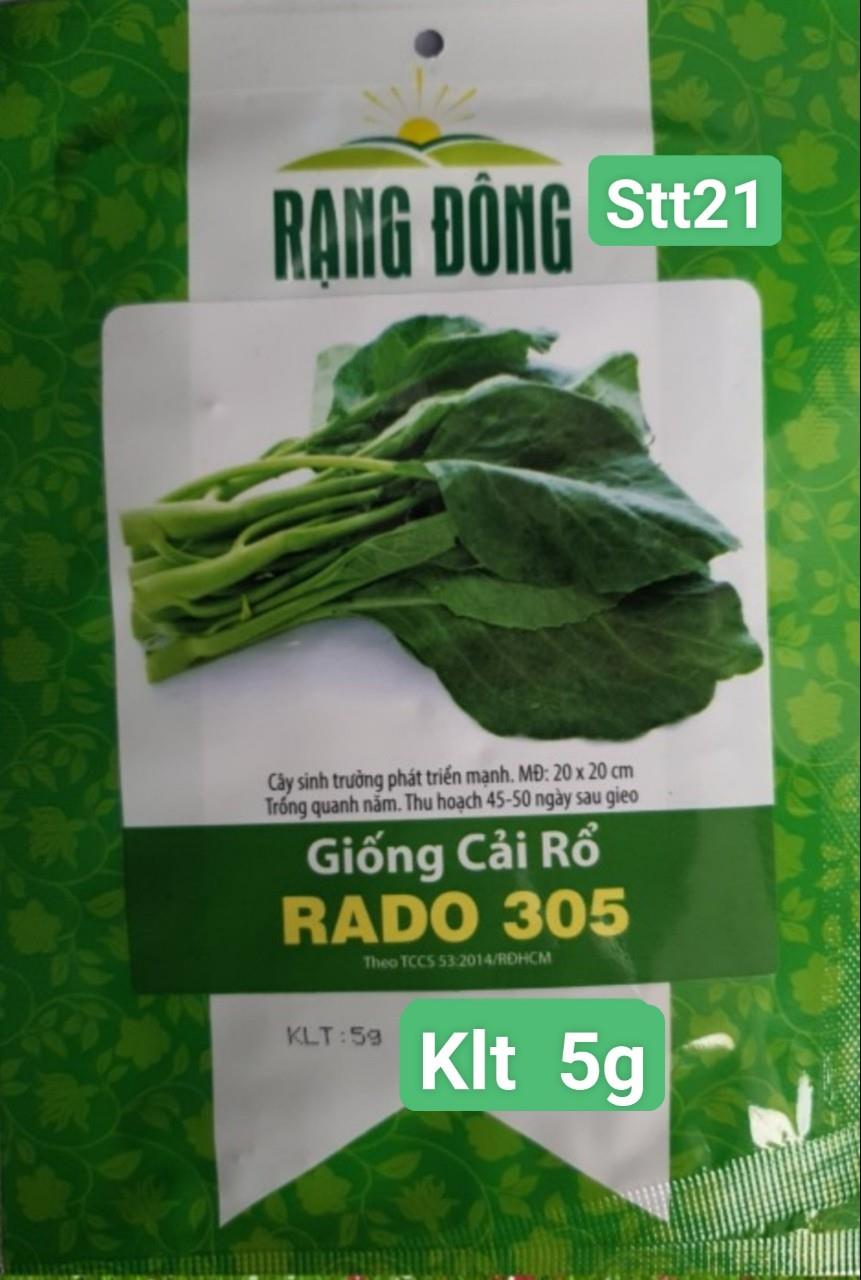 RẠNG ĐÔNG
Stt21
Cây sinh trưởng phát triển mạnh. MĐ: 20 x 20 cm
Trồng quanh năm. Thu hoạch 45-50 ngày sau gieo
Giống Cải Rổ
RADO 305
Theo TCCS 53:2014/RĐHCM
KLT : 5g
Klt 5g